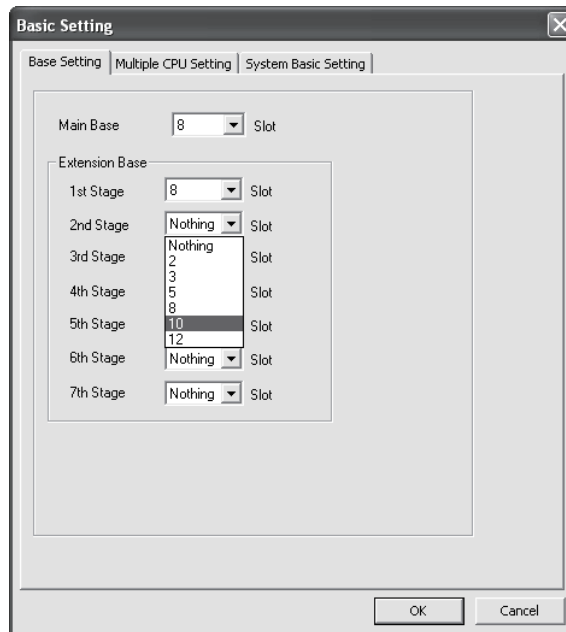 Basic Setting
Base Setting Multiple CPU Setting System Basic Setting
Main Base 8 Slot
Extension Base
1st Stage 8 Slot
2nd Stage Nothing Slot
Nothing
3rd Stage 2 Slot
3
4th Stage 5 Slot
8
5th Stage 10 Slot
12
6th Stage Nothing Slot
7th Stage Nothing Slot
OK Cancel